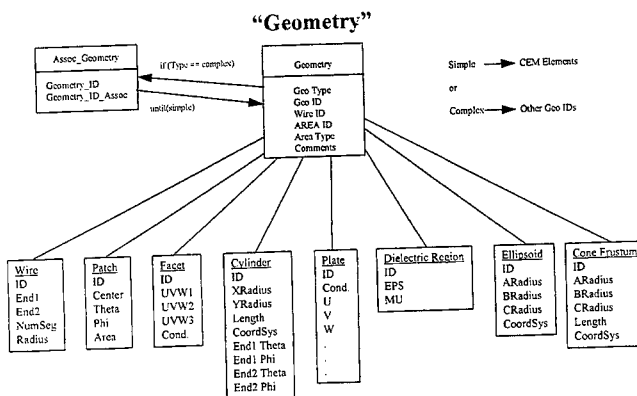 “Geometry”
Assoc_Geometry
Geometry_ID
Geometry_ID_Assoc
if (Type == complex)
until(simple)
Geometry
Geo Type
Geo ID
Wire ID
AREA ID
Area Type
Comments
Simple CEM Elements
or
Complex Other Geo IDs
Wire
ID
End1
End2
NumSeg
Radius
Patch
ID
Center
Theta
Phi
Area
Facet
ID
UVW1
UVW2
UVW3
Cond.
Cylinder
ID
XRadius
YRadius
Length
CoordSys
End1 Theta
End1 Phi
End2 Theta
End2 Phi
Plate
ID
Cond.
U
V
W
.
.
.
Dielectric Region
ID
EPS
MU
Ellipsoid
ID
ARadius
BRadius
CRadius
CoordSys
Cone Frustum
ID
ARadius
BRadius
CRadius
Length
CoordSys